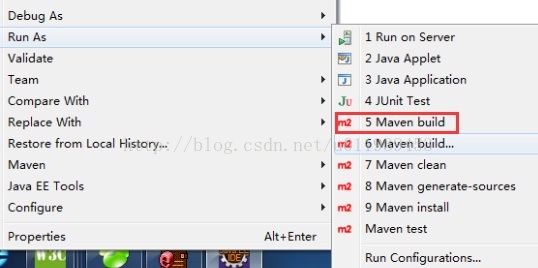 Debug As
Run As
Validate
Team
Compare With
Replace With
Restore from Local History...
Maven
Java EE Tools
Configure
Properties Alt+Enter
1 Run on Server
2 Java Applet
3 Java Application
4 JUnit Test
5 Maven build
6 Maven build...
7 Maven clean
8 Maven generate-sources
9 Maven install
Maven test
Run Configurations...
Ju
m2
m2
m2
m2
m2
m2
http://blog.csdn.net/
W3C
IDE